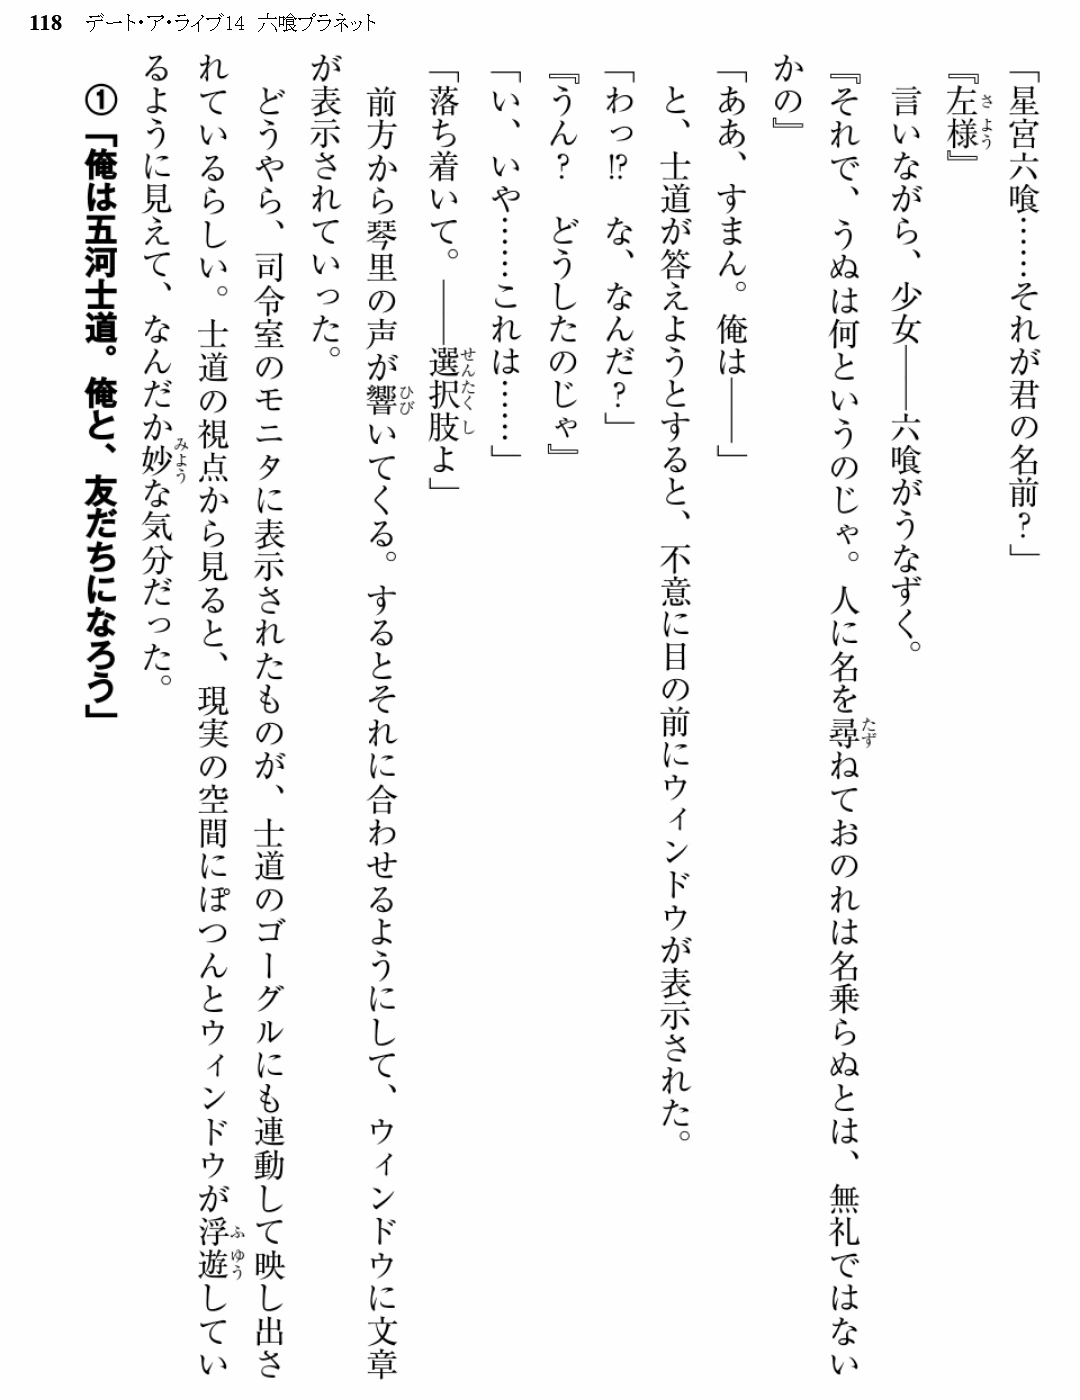 118　デート・ア・ライブ14　六喰プラネット
「星宮六喰……それが君の名前?」
『左様』
言いながら、少女――六喰がうなずく。
『それで、うぬは何というのじゃ。人に名を尋ねておのれは名乗らぬとは、無礼ではない
かの』
「ああ、すまん。俺は――」
と、士道が答えようとすると、不意に目の前にウィンドウが表示された。
「わっ!?　な、なんだ?」
『うん?　どうしたのじゃ』
「い、いや……これは……」
「落ち着いて。――選択肢よ」
前方から琴里の声が響いてくる。するとそれに合わせるようにして、ウィンドウに文章
が表示されていった。
どうやら、司令室のモニタに表示されたものが、士道のゴーグルにも連動して映し出さ
れているらしい。士道の視点から見ると、現実の空間にぽつんとウィンドウが浮遊してい
るように見えて、なんだか妙な気分だった。
①「俺は五河士道。俺と、友だちになろう」